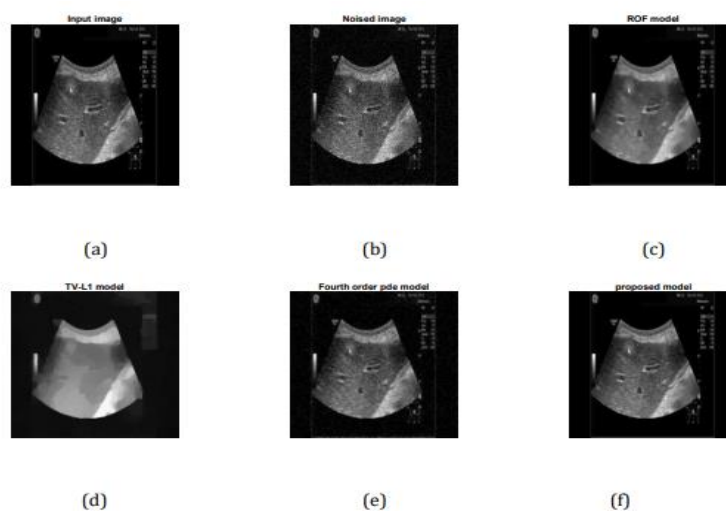 Input image
Noised image
ROF model
(a)
(b)
(c)
TV-L1 model
Fourth order pde model
proposed model
(d)
(e)
(f)